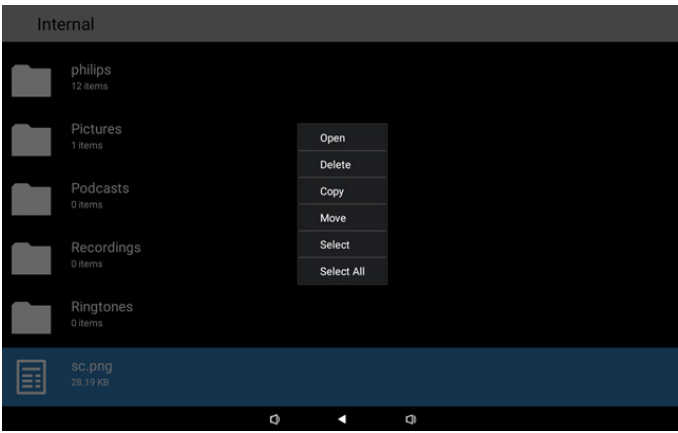 Internal
philips
12 items
Pictures
1 items
Podcasts
0 items
Recordings
0 items
Ringtones
0 items
sc.png
28.19 KB
Open
Delete
Copy
Move
Select
Select All